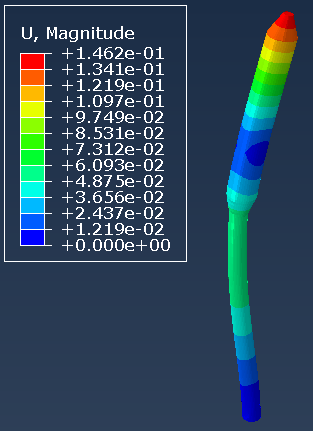 U, Magnitude
+1.462e-01
+1.341e-01
+1.219e-01
+1.097e-01
+9.749e-02
+8.531e-02
+7.312e-02
+6.093e-02
+4.875e-02
+3.656e-02
+2.437e-02
+1.219e-02
+0.000e+00